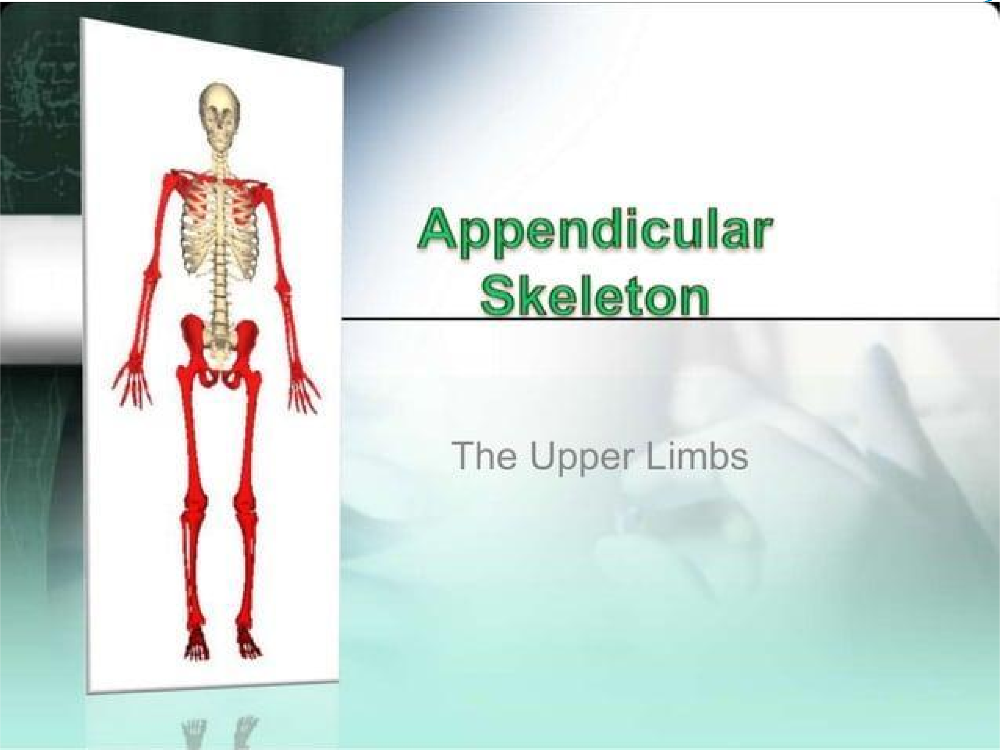 Appendicular
Skeleton
The Upper Limbs